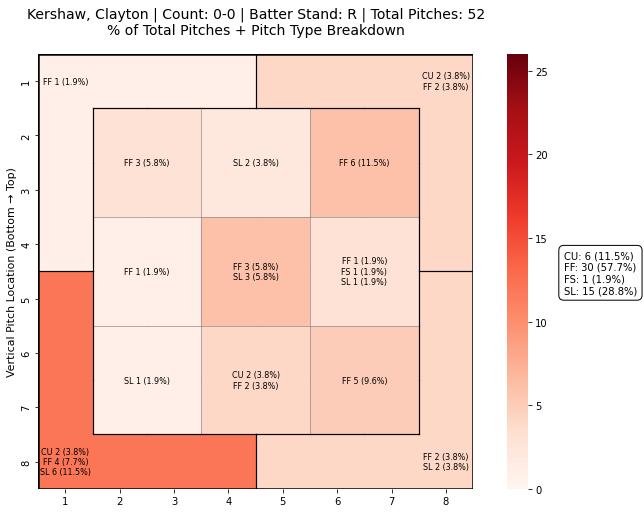 Kershaw, Clayton | Count: 0-0 | Batter Stand: R | Total Pitches: 52
% of Total Pitches + Pitch Type Breakdown
Vertical Pitch Location (Bottom → Top)
1
2
3
4
5
6
7
8
FF 1 (1.9%)
CU 2 (3.8%)
FF 2 (3.8%)
FF 3 (5.8%)
SL 2 (3.8%)
FF 6 (11.5%)
FF 1 (1.9%)
FF 3 (5.8%)
SL 3 (5.8%)
FF 1 (1.9%)
FS 1 (1.9%)
SL 1 (1.9%)
SL 1 (1.9%)
CU 2 (3.8%)
FF 2 (3.8%)
FF 5 (9.6%)
CU 2 (3.8%)
FF 4 (7.7%)
SL 6 (11.5%)
FF 2 (3.8%)
SL 2 (3.8%)
1
2
3
4
5
6
7
8
25
20
15
10
5
0
CU: 6 (11.5%)
FF: 30 (57.7%)
FS: 1 (1.9%)
SL: 15 (28.8%)